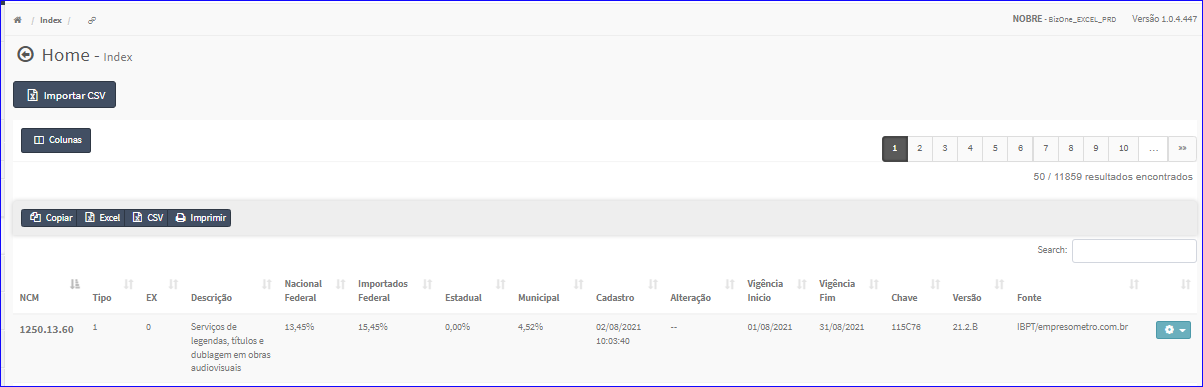 / Index /
NOBRE - BizOne_EXCEL_PRD Versão 1.0.4.447
Home - Index
Importar CSV
Colunas
1 2 3 4 5 6 7 8 9 10 ... »»
50 / 11859 resultados encontrados
Copiar Excel CSV Imprimir
Search:
NCM Tipo EX Descrição Nacional Federal Importados Federal Estadual Municipal Cadastro Alteração Vigência Inicio Vigência Fim Chave Versão Fonte
1250.13.60 1 0 Serviços de legendas, títulos e dublagem em obras audiovisuais 13,45% 15,45% 0,00% 4,52% 02/08/2021 10:03:40 -- 01/08/2021 31/08/2021 115C76 21.2.B IBPT/empresometro.com.br